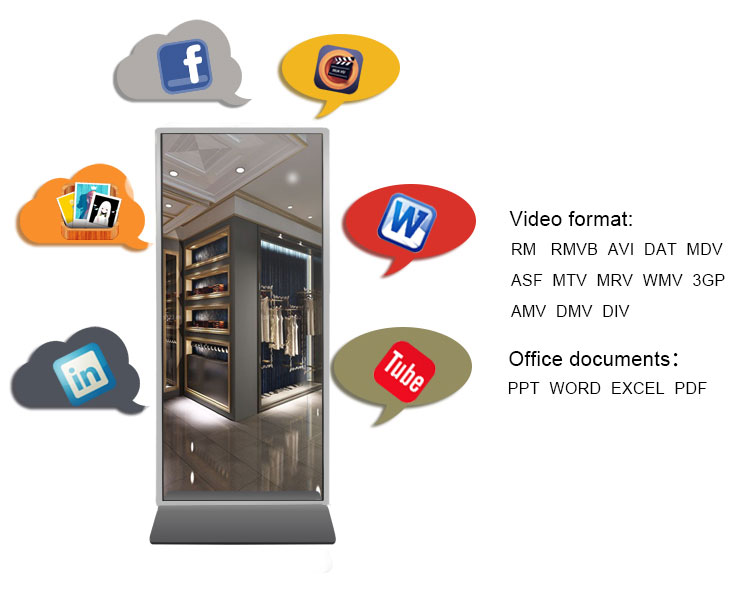 f
W
in
Tube
Video format:
RM RMVB AVI DAT MDV
ASF MTV MRV WMV 3GP
AMV DMV DIV
Office documents：
PPT WORD EXCEL PDF